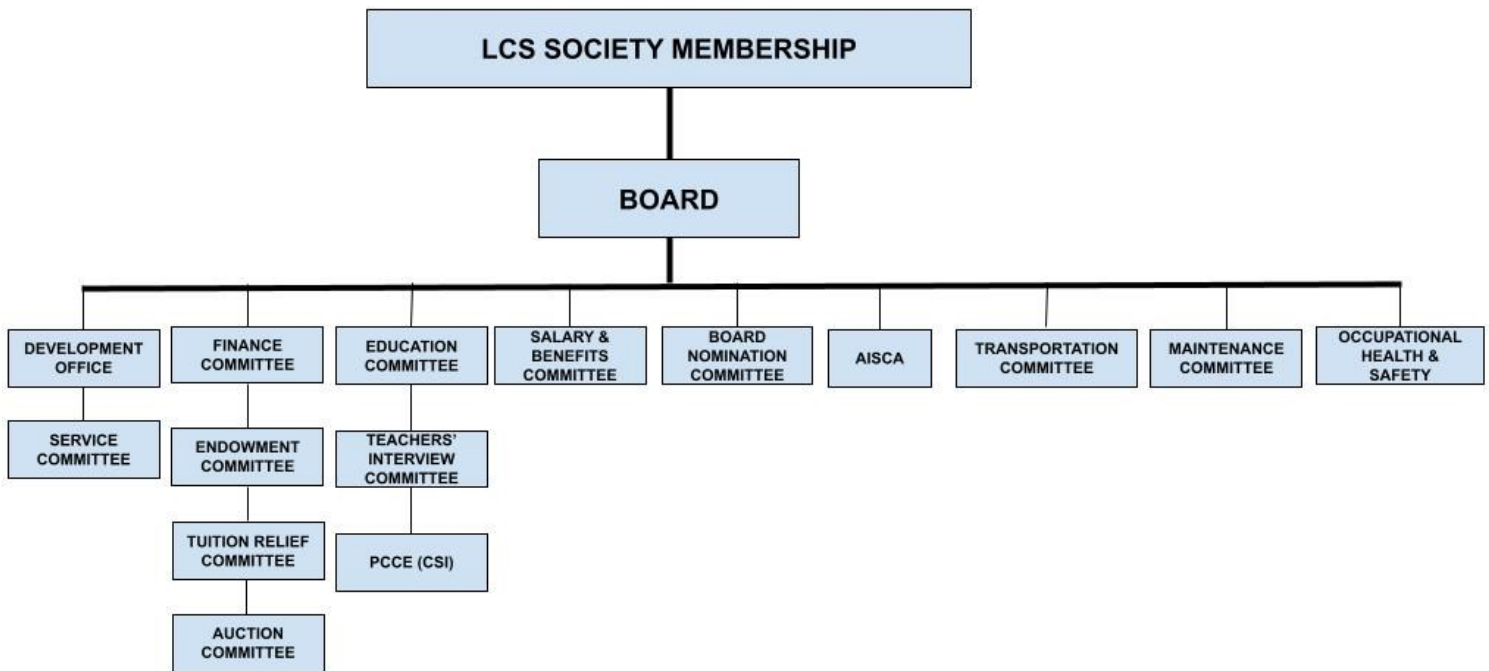 LCS SOCIETY MEMBERSHIP
BOARD
DEVELOPMENT
OFFICE
FINANCE
COMMITTEE
EDUCATION
COMMITTEE
SALARY &
BENEFITS
COMMITTEE
BOARD
NOMINATION
COMMITTEE
AISCA
TRANSPORTATION
COMMITTEE
MAINTENANCE
COMMITTEE
OCCUPATIONAL
HEALTH &
SAFETY
SERVICE
COMMITTEE
ENDOWMENT
COMMITTEE
TEACHERS’
INTERVIEW
COMMITTEE
TUITION RELIEF
COMMITTEE
PCCE (CSI)
AUCTION
COMMITTEE